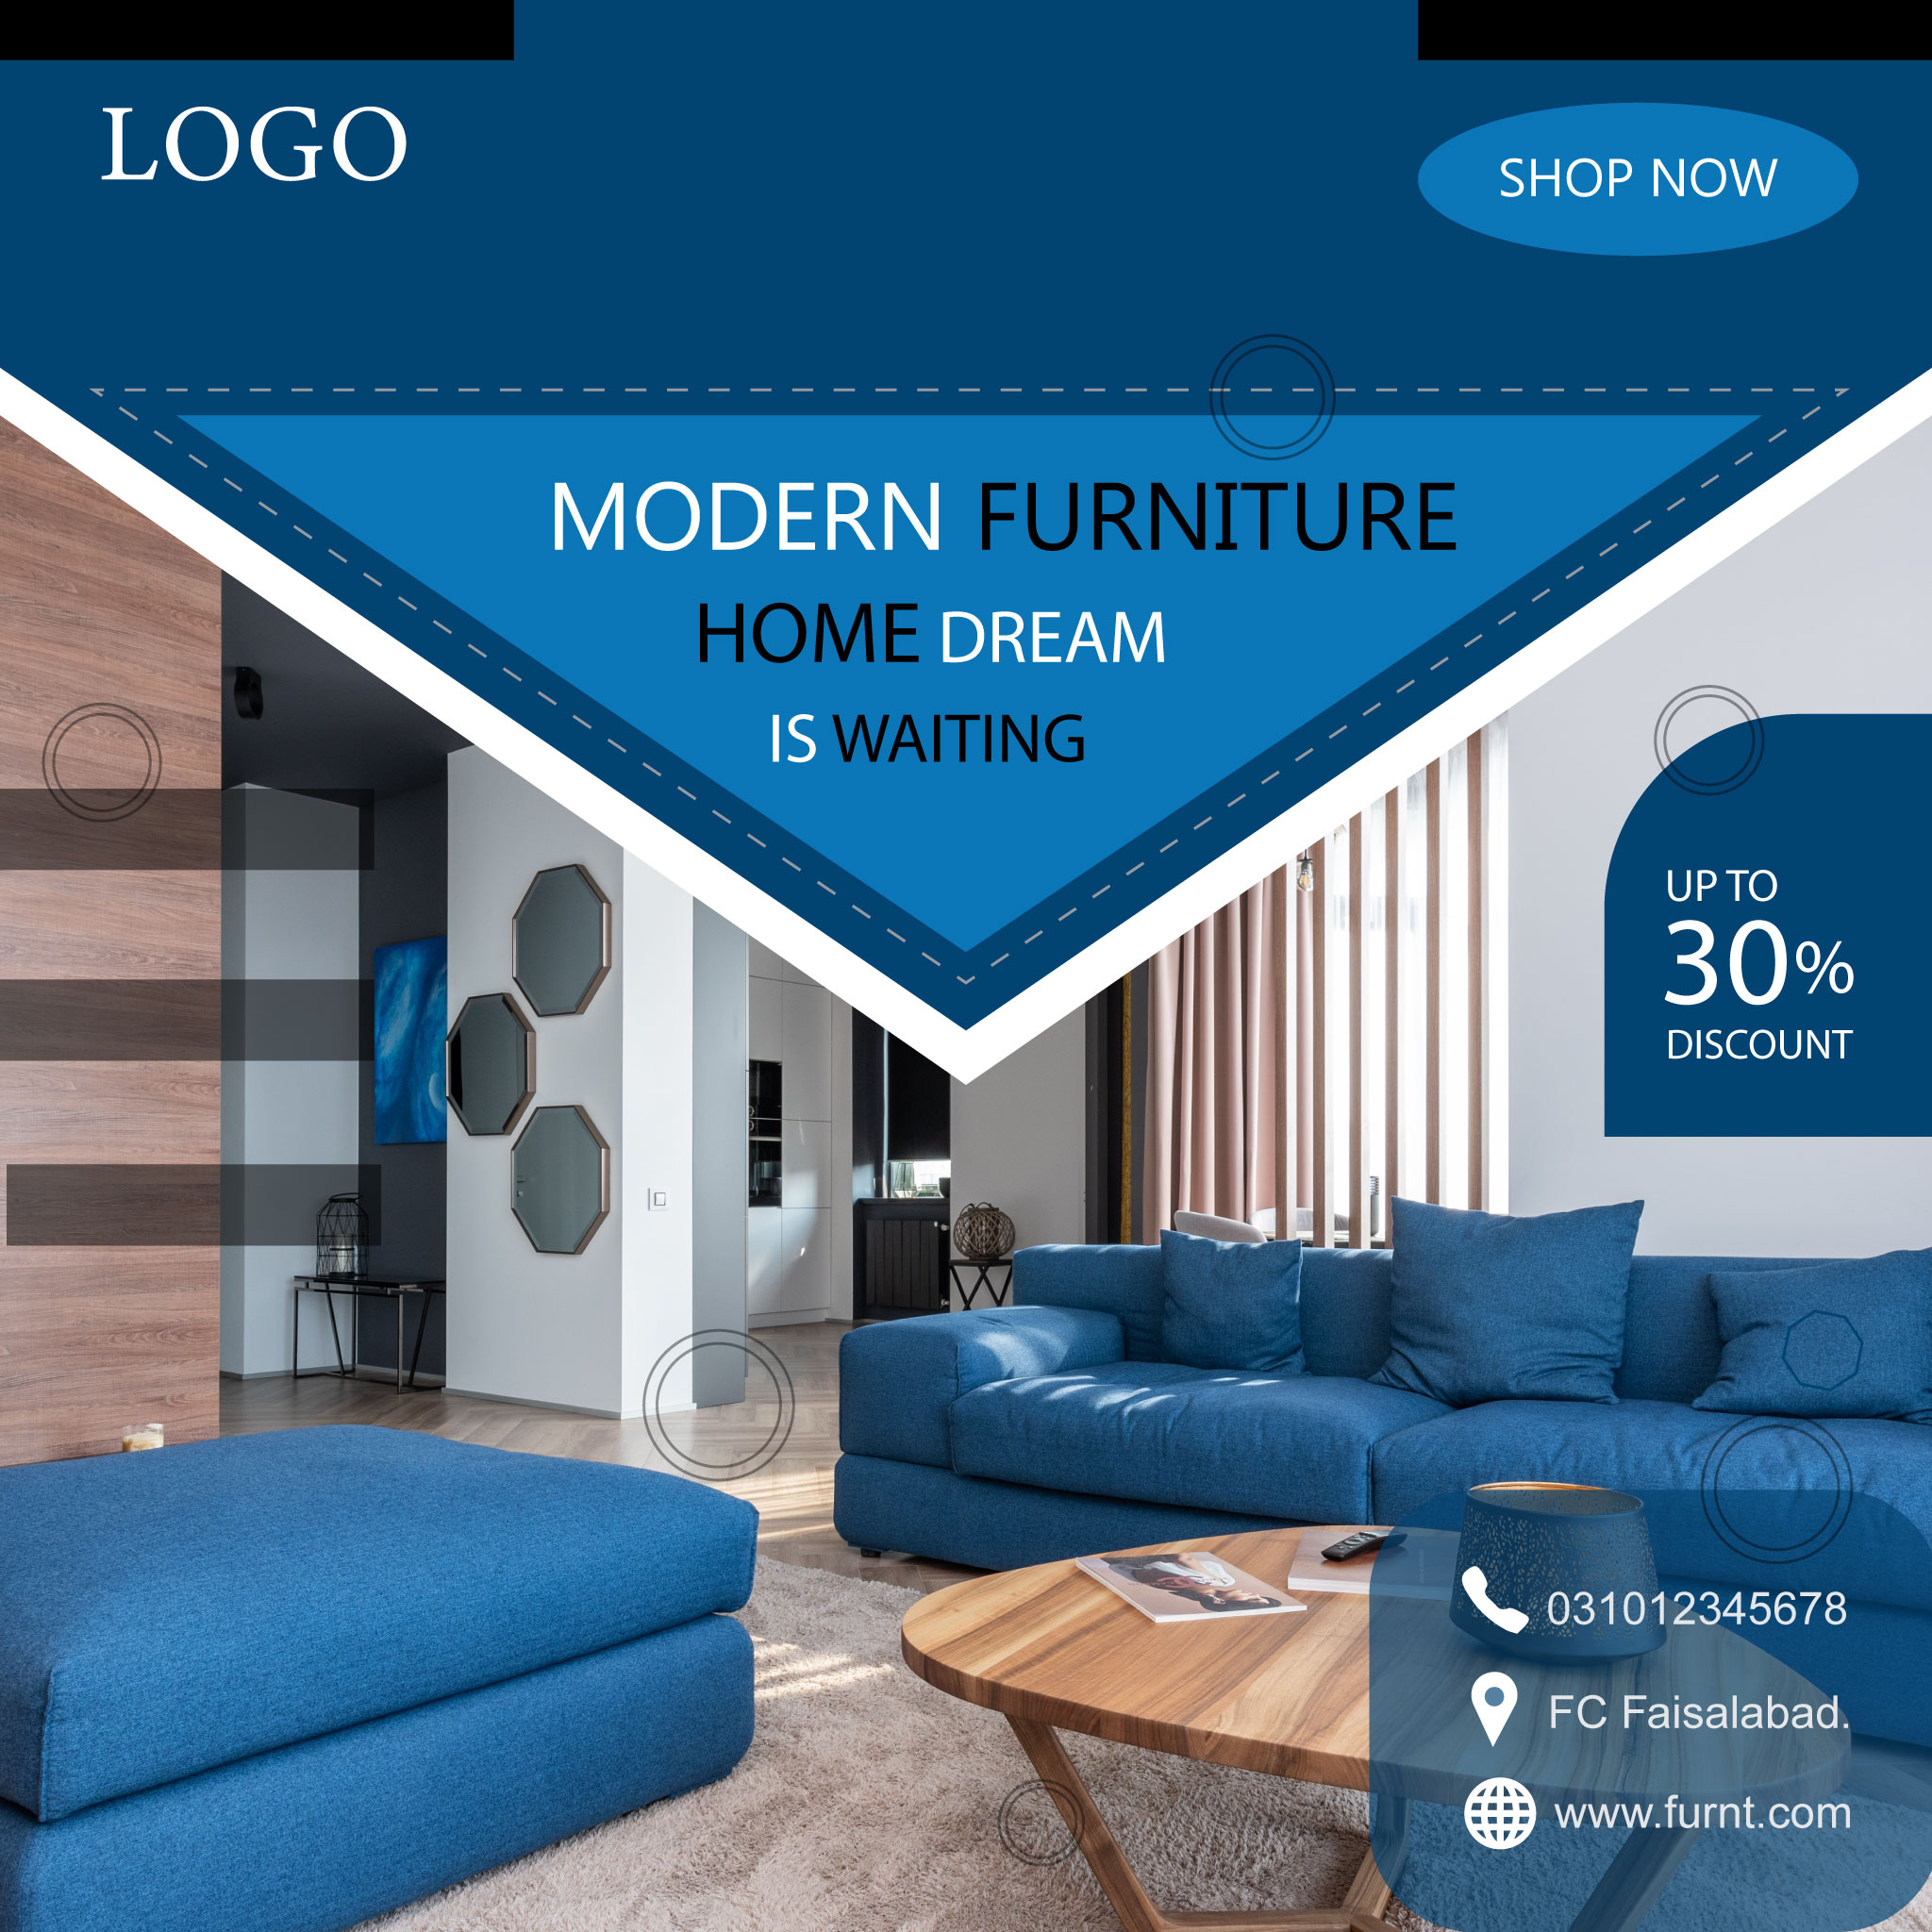 LOGO
SHOP NOW
MODERN FURNITURE
HOME DREAM
IS WAITING
UP TO
30%
DISCOUNT
031012345678
FC Faisalabad.
www.furnt.com